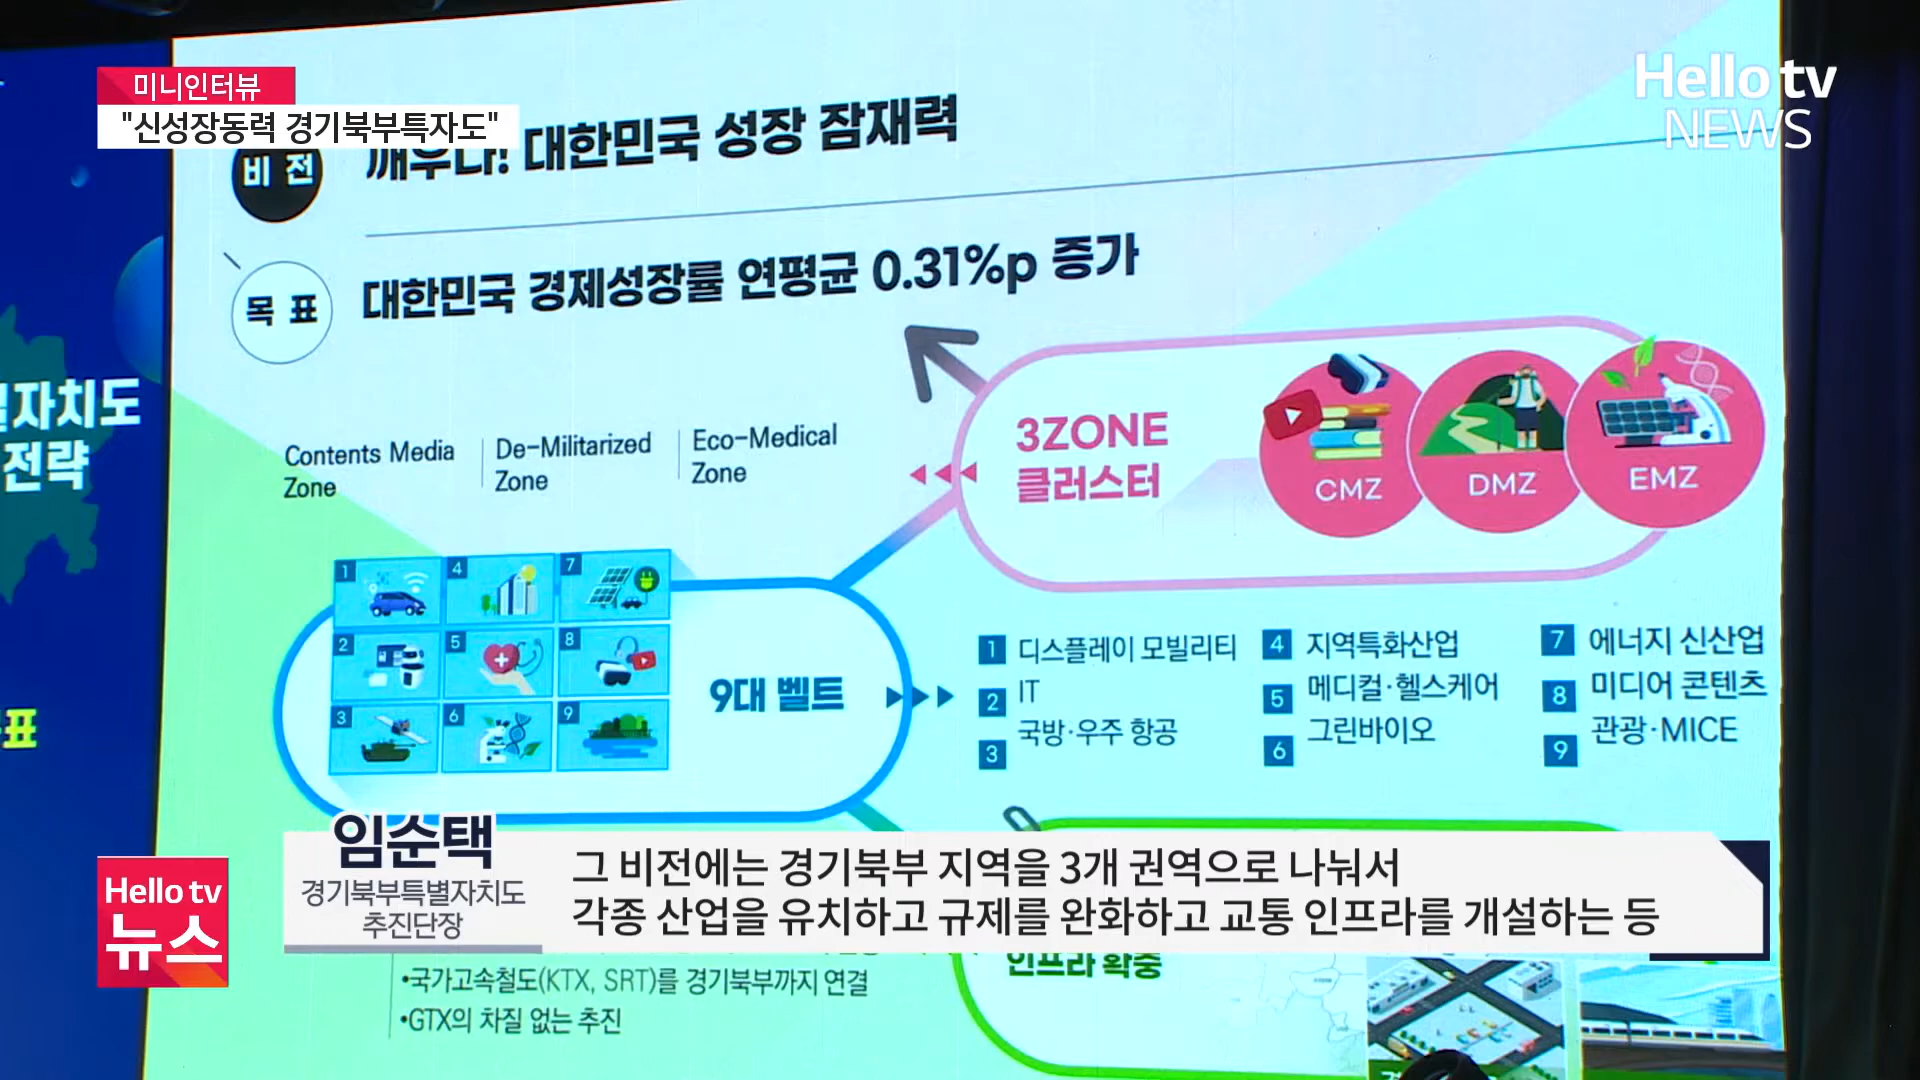 미니인터뷰
"신성장동력 경기북부특자도"
Hello tv
NEWS
비 전
깨우다! 대한민국 성장 잠재력
목 표
대한민국 경제성장률 연평균 0.31%p 증가
자치도
전략
표
Contents Media
Zone
De-Militarized
Zone
Eco-Medical
Zone
3ZONE
클러스터
CMZ
DMZ
EMZ
1
4
7
2
5
8
3
6
9
9대 벨트
1 디스플레이 모빌리티
2 IT
3 국방·우주 항공
4 지역특화산업
5 메디컬·헬스케어
6 그린바이오
7 에너지 신산업
8 미디어 콘텐츠
9 관광·MICE
임순택
경기북부특별자치도
추진단장
그 비전에는 경기북부 지역을 3개 권역으로 나눠서
각종 산업을 유치하고 규제를 완화하고 교통 인프라를 개설하는 등
Hello tv
뉴스
인프라 확충
•국가고속철도(KTX, SRT)를 경기북부까지 연결
•GTX의 차질 없는 추진